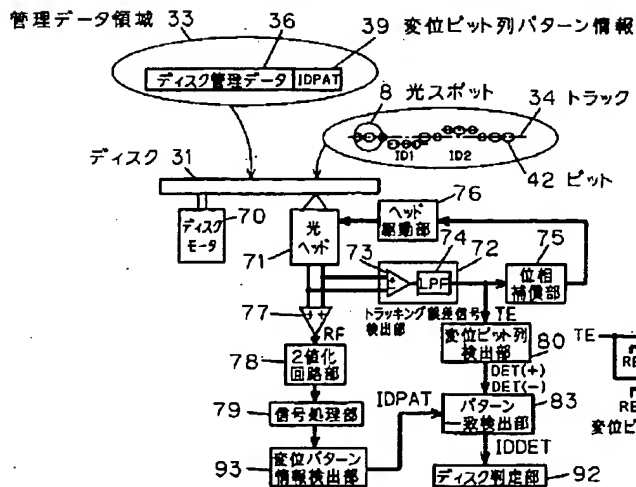 管理データ領域 33
36
39 変位ピット列パターン情報
ディスク管理データ IDPAT
8 光スポット
34 トラック
ID1
ID2
42 ピット
ディスク 31
70
ディスク
モータ
71
光
ヘッド
76
ヘッド
駆動部
73
74
72
LPF
75
位相
補償部
トラッキング誤差信号
検出部
TE
77
RF
78
2値化
回路部
79
信号処理部
93
変位パターン
情報検出部
IDPAT
変位ピット列
検出部
80
DET(+)
DET(-)
パターン
一致検出部
83
IDDET
ディスク判定部
92
TE
RE
RE
変位ピ